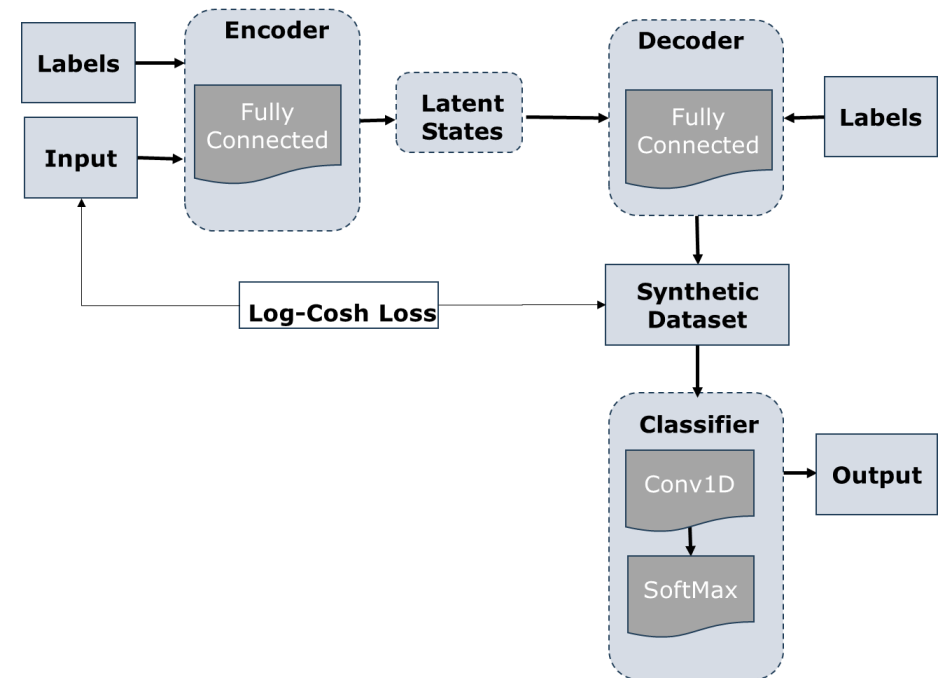 Encoder
Decoder
Labels
Fully
Connected
Latent
States
Fully
Connected
Labels
Input
Synthetic
Dataset
Log-Cosh Loss
Classifier
Conv1D
Output
SoftMax